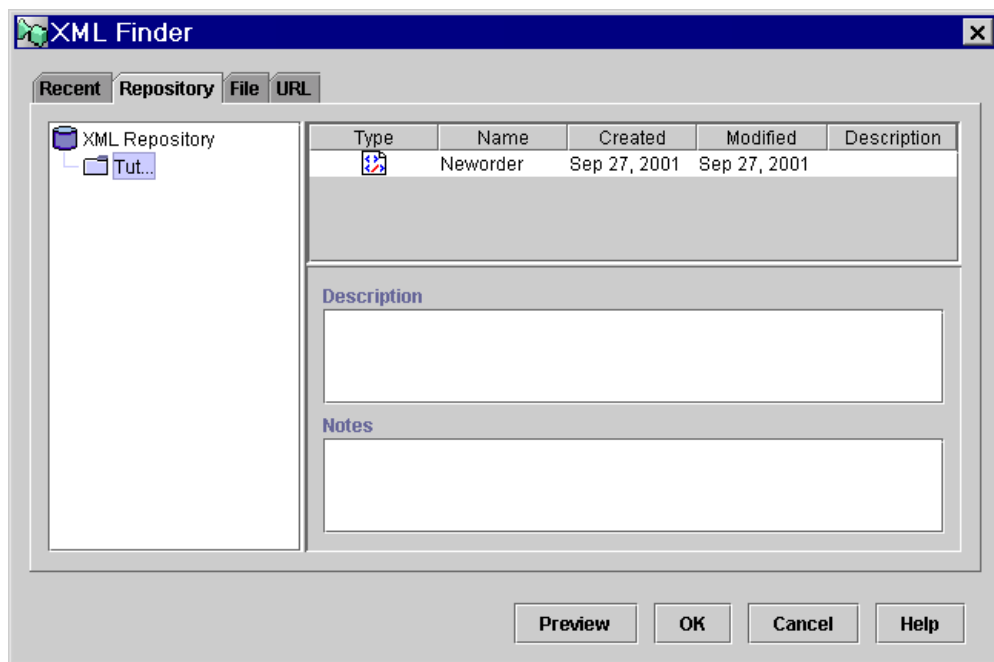 XML Finder
Recent Repository File URL
XML Repository
Tut...
Type Name Created Modified Description
Neworder Sep 27, 2001 Sep 27, 2001
Description
Notes
Preview OK Cancel Help